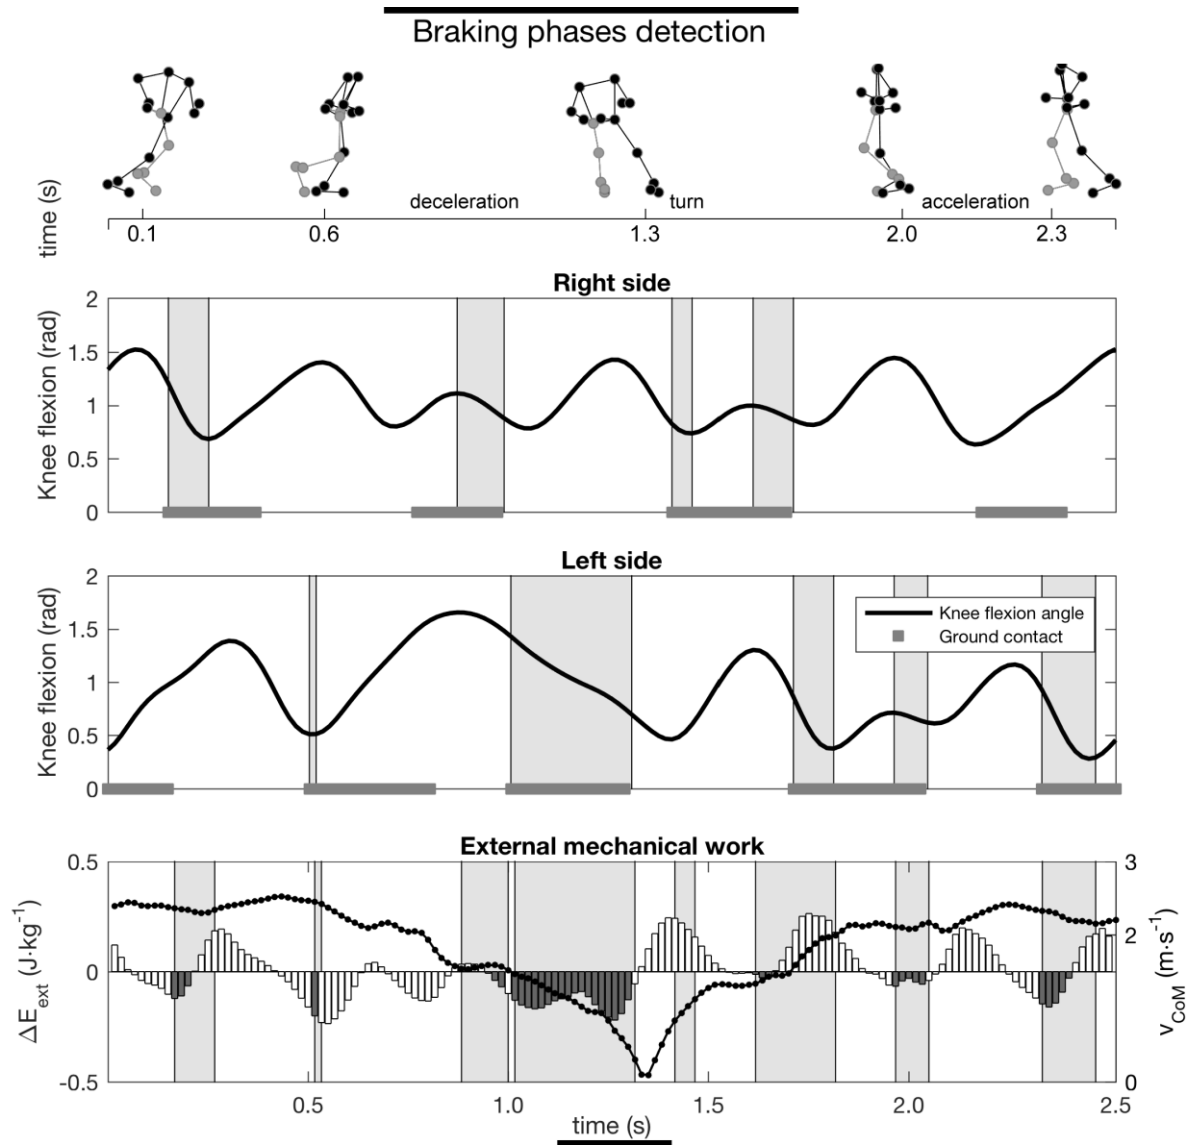 Braking phases detection
time (s)
deceleration turn acceleration
0.1 0.6 1.3 2.0 2.3
Right side
Knee flexion (rad)
2
1.5
1
0.5
0
Left side
Knee flexion (rad)
2
1.5
1
0.5
0
Knee flexion angle
Ground contact
External mechanical work
ΔE_ext (J·kg⁻¹)
0.5
0
-0.5
3
2
1
0
v_CoM (m·s⁻¹)
0.5 1.0 1.5 2.0 2.5
time (s)